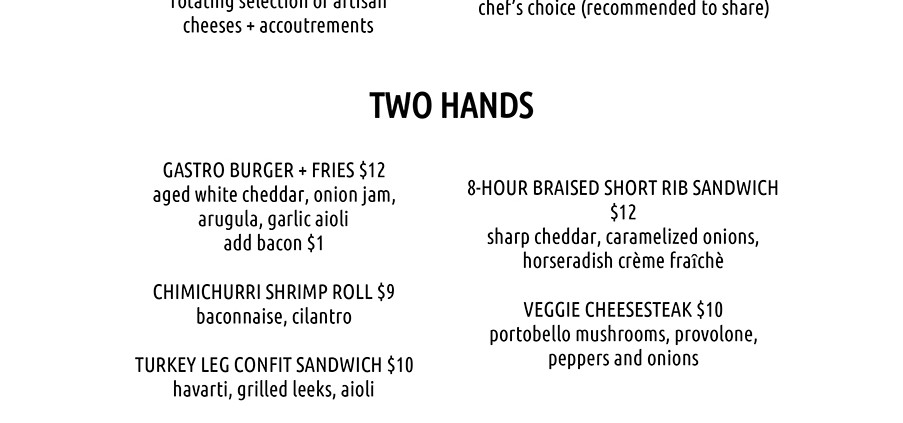 rotating selection of artisan
cheeses + accoutrements
chef's choice (recommended to share)
TWO HANDS
GASTRO BURGER + FRIES $12
aged white cheddar, onion jam,
arugula, garlic aioli
add bacon $1
CHIMICHURRI SHRIMP ROLL $9
baconnaise, cilantro
TURKEY LEG CONFIT SANDWICH $10
havarti, grilled leeks, aioli
8-HOUR BRAISED SHORT RIB SANDWICH
$12
sharp cheddar, caramelized onions,
horseradish crème fraîchè
VEGGIE CHEESESTEAK $10
portobello mushrooms, provolone,
peppers and onions